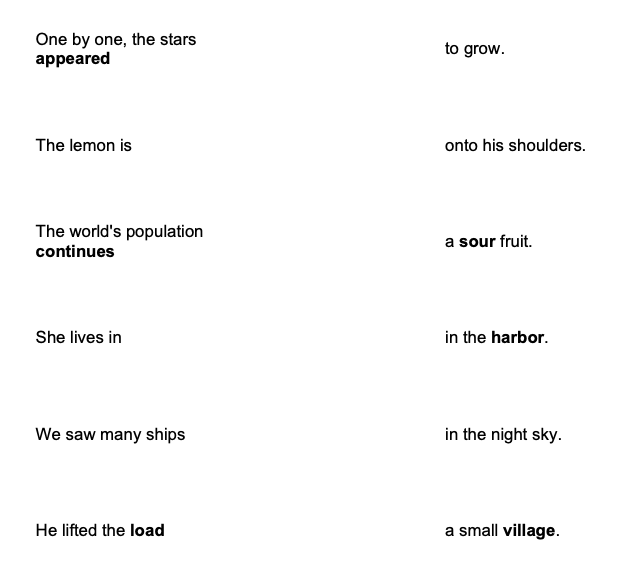 One by one, the stars
appeared
to grow.
The lemon is
onto his shoulders.
The world's population
continues
a sour fruit.
She lives in
in the harbor.
We saw many ships
in the night sky.
He lifted the load
a small village.